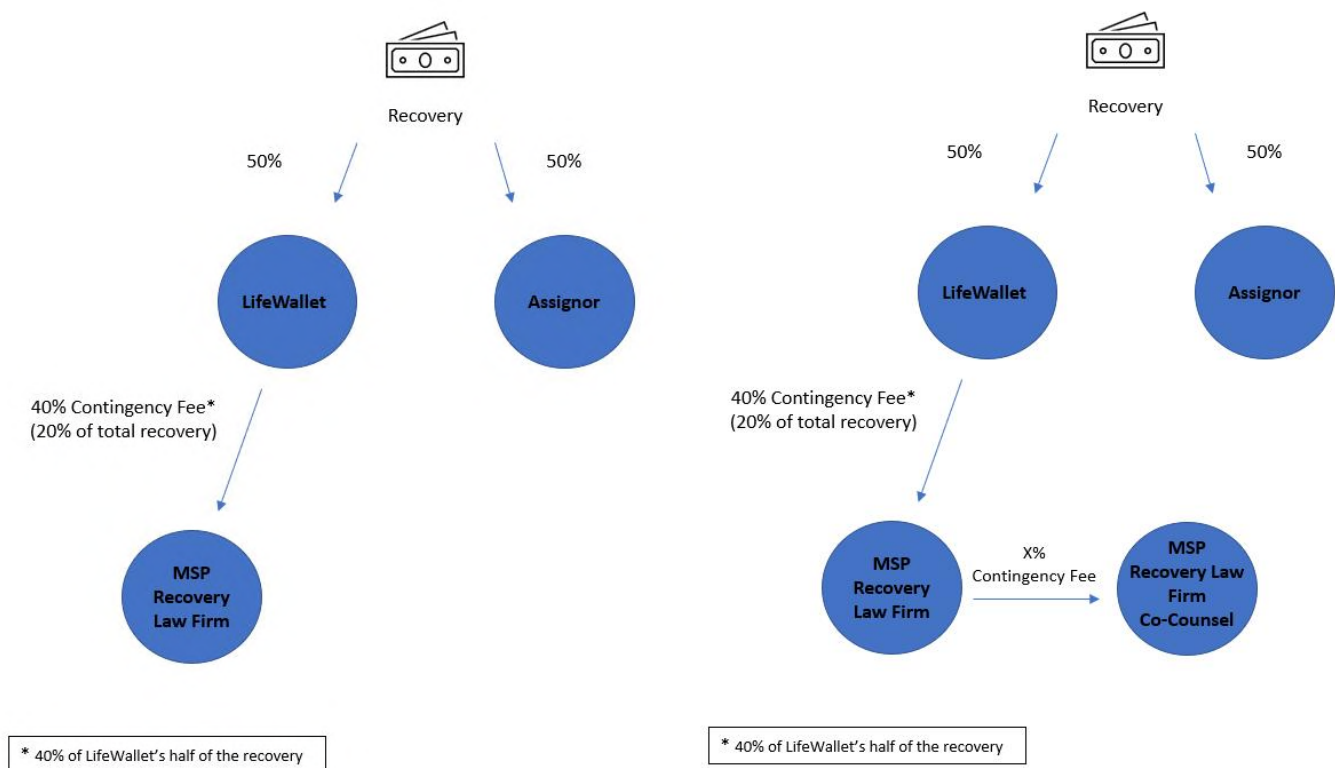 Recovery
50%
50%
LifeWallet
Assignor
40% Contingency Fee*
(20% of total recovery)
MSP
Recovery
Law Firm
* 40% of LifeWallet's half of the recovery
Recovery
50%
50%
LifeWallet
Assignor
40% Contingency Fee*
(20% of total recovery)
MSP
Recovery
Law Firm
X%
Contingency Fee
MSP
Recovery Law
Firm
Co-Counsel
* 40% of LifeWallet's half of the recovery